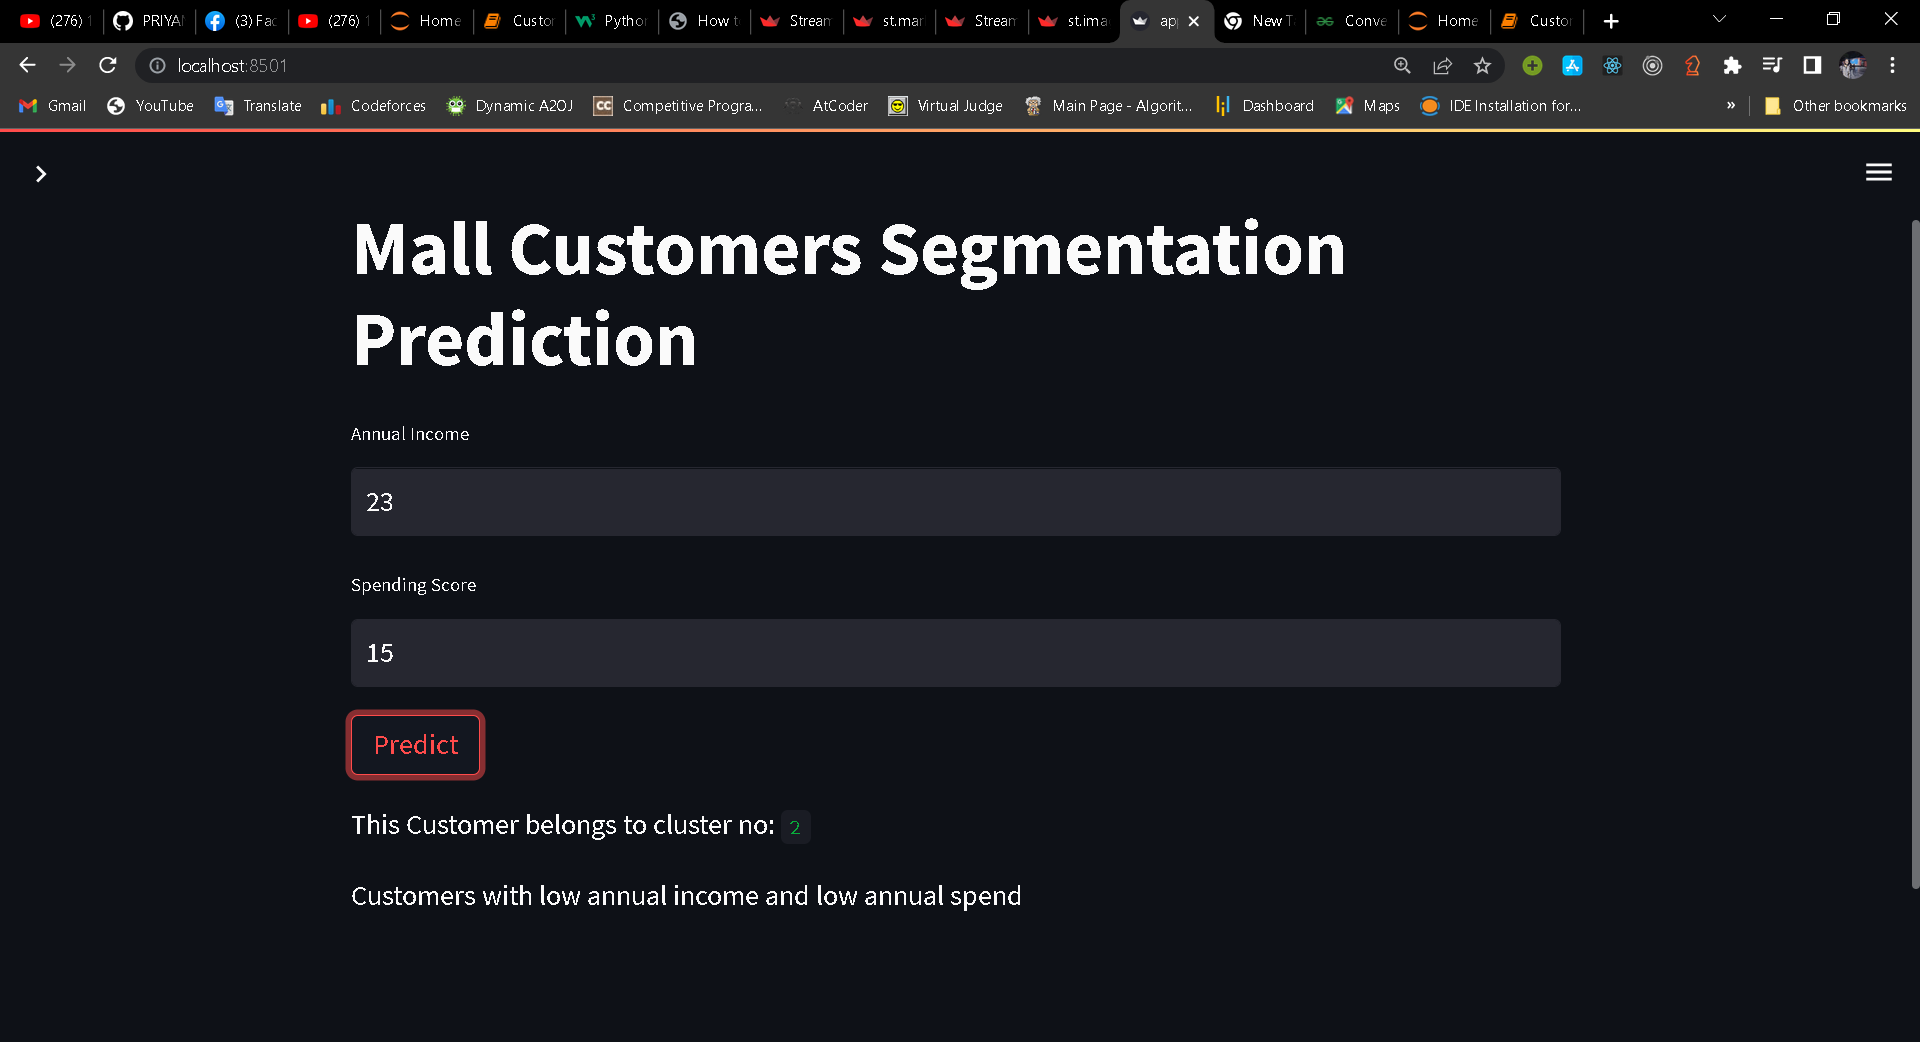 (276)
PRIYA
(3) Fac
(276)
Home
Custo
Pytho
How t
Stream
st.mar
Stream
st.ima
ap
New T
Conve
Home
Custo
localhost:8501
Gmail
YouTube
Translate
Codeforces
Dynamic A2OJ
CC
Competitive Progra...
AtCoder
Virtual Judge
Main Page - Algorit...
Dashboard
Maps
IDE Installation for...
»
Other bookmarks
Mall Customers Segmentation
Prediction
Annual Income
23
Spending Score
15
Predict
This Customer belongs to cluster no: 2
Customers with low annual income and low annual spend